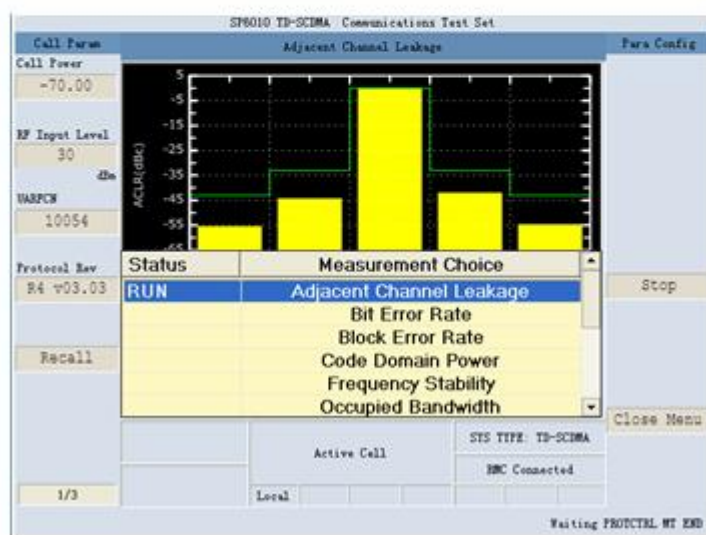 SP6010 TD-SCDMA Communications Test Set
Call Param
Adjacent Channel Leakage
Para Config
Call Power
-70.00
RF Input Level
30
dBm
UARFCN
10054
Protocol Rev
R4 v03.03
Recall
1/3
ACLR(dBc)
5
-5
-15
-25
-35
-45
-55
-65
Status Measurement Choice
RUN Adjacent Channel Leakage
Bit Error Rate
Block Error Rate
Code Domain Power
Frequency Stability
Occupied Bandwidth
Stop
Close Menu
Active Cell
SYS TYPE: TD-SCDMA
RMC Connected
Local
Waiting PROTCTRL MT END